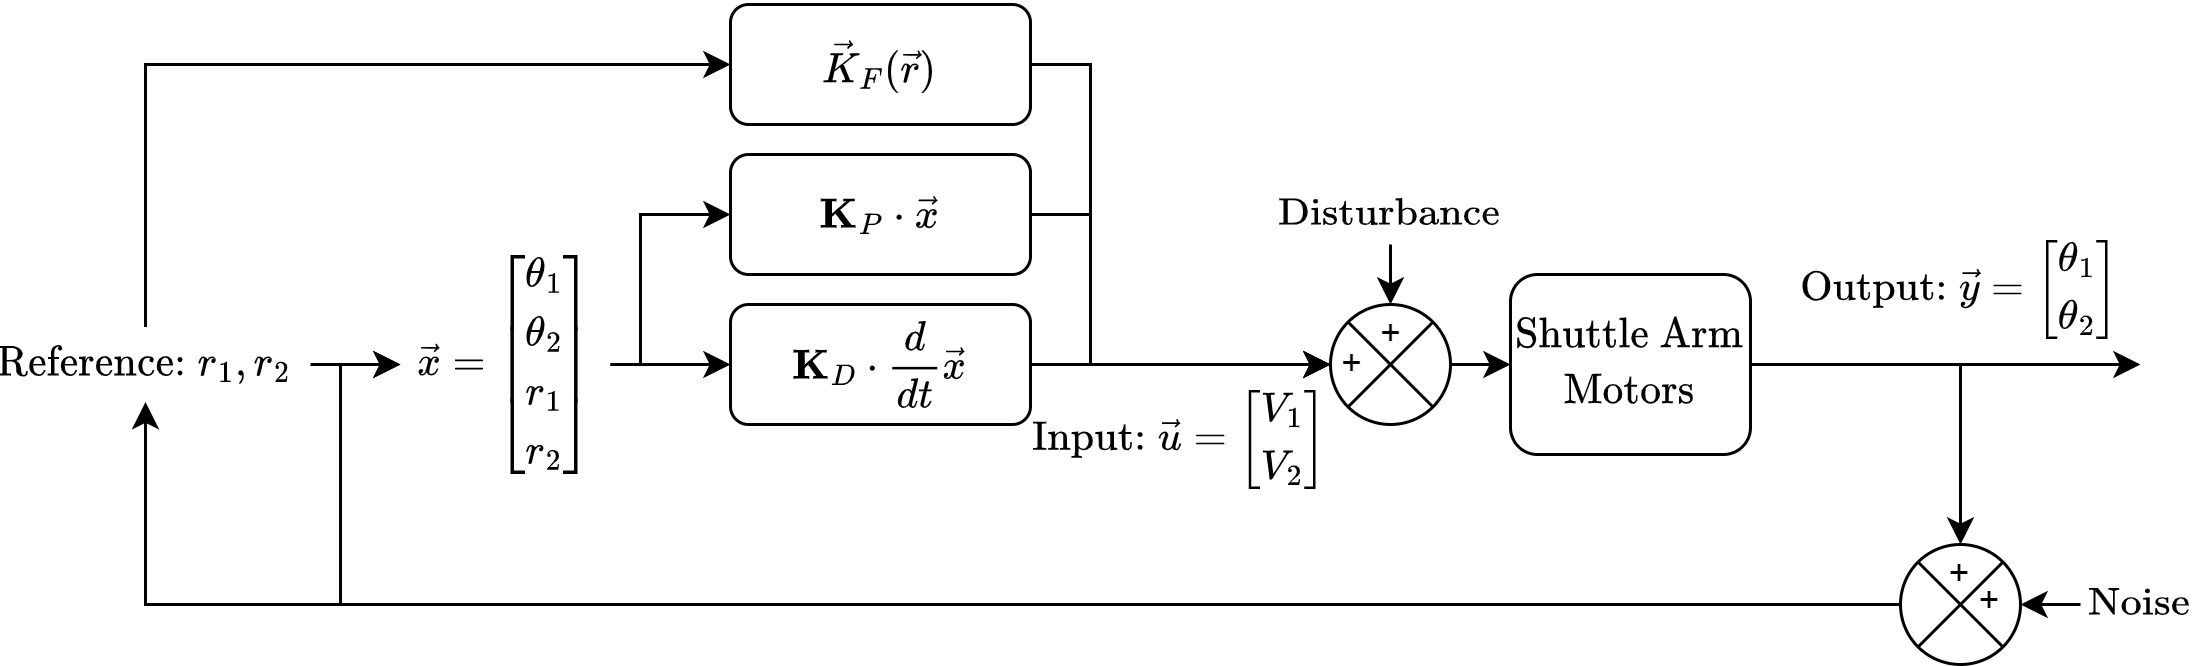 $\vec{K}_F(\vec{r})$
$\mathbf{K}_P \cdot \vec{x}$
Disturbance
Reference: $r_1, r_2$
$\vec{x} = \begin{bmatrix} \theta_1 \\ \theta_2 \\ r_1 \\ r_2 \end{bmatrix}$
$\mathbf{K}_D \cdot \dfrac{d}{dt}\vec{x}$
+
+
Shuttle Arm
Motors
Output: $\vec{y} = \begin{bmatrix} \theta_1 \\ \theta_2 \end{bmatrix}$
Input: $\vec{u} = \begin{bmatrix} V_1 \\ V_2 \end{bmatrix}$
+
+
Noise